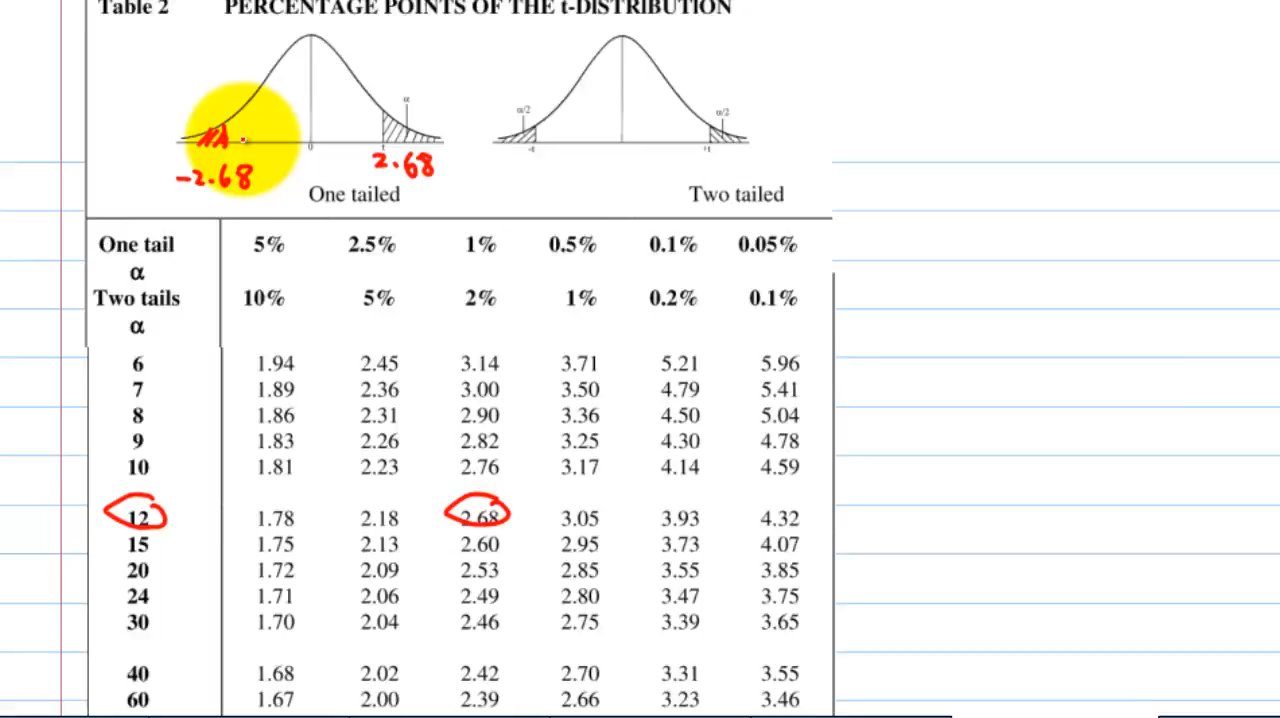 Table 2 PERCENTAGE POINTS OF THE t-DISTRIBUTION
α
α/2 α/2
0 t -t +t
-2.68 2.68
One tailed Two tailed
One tail 5% 2.5% 1% 0.5% 0.1% 0.05%
α
Two tails 10% 5% 2% 1% 0.2% 0.1%
α
6 1.94 2.45 3.14 3.71 5.21 5.96
7 1.89 2.36 3.00 3.50 4.79 5.41
8 1.86 2.31 2.90 3.36 4.50 5.04
9 1.83 2.26 2.82 3.25 4.30 4.78
10 1.81 2.23 2.76 3.17 4.14 4.59
12 1.78 2.18 2.68 3.05 3.93 4.32
15 1.75 2.13 2.60 2.95 3.73 4.07
20 1.72 2.09 2.53 2.85 3.55 3.85
24 1.71 2.06 2.49 2.80 3.47 3.75
30 1.70 2.04 2.46 2.75 3.39 3.65
40 1.68 2.02 2.42 2.70 3.31 3.55
60 1.67 2.00 2.39 2.66 3.23 3.46